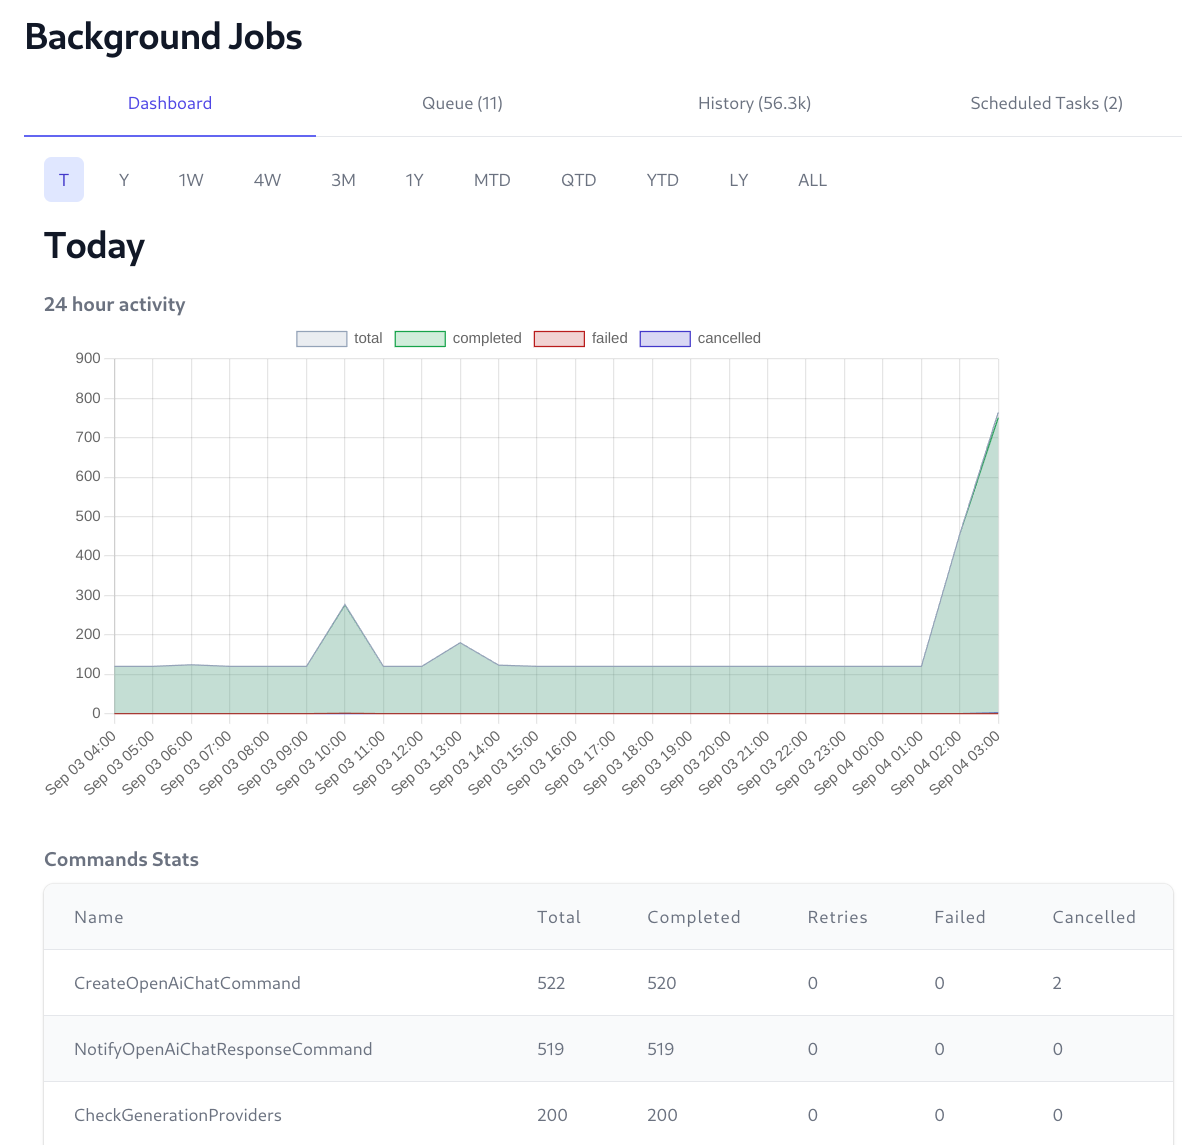 Background Jobs
Dashboard Queue (11) History (56.3k) Scheduled Tasks (2)
T Y 1W 4W 3M 1Y MTD QTD YTD LY ALL
Today
24 hour activity
total completed failed cancelled
900
800
700
600
500
400
300
200
100
0
Sep 03 04:00
Sep 03 05:00
Sep 03 06:00
Sep 03 07:00
Sep 03 08:00
Sep 03 09:00
Sep 03 10:00
Sep 03 11:00
Sep 03 12:00
Sep 03 13:00
Sep 03 14:00
Sep 03 15:00
Sep 03 16:00
Sep 03 17:00
Sep 03 18:00
Sep 03 19:00
Sep 03 20:00
Sep 03 21:00
Sep 03 22:00
Sep 03 23:00
Sep 04 00:00
Sep 04 01:00
Sep 04 02:00
Sep 04 03:00
Commands Stats
Name Total Completed Retries Failed Cancelled
CreateOpenAiChatCommand 522 520 0 0 2
NotifyOpenAiChatResponseCommand 519 519 0 0 0
CheckGenerationProviders 200 200 0 0 0